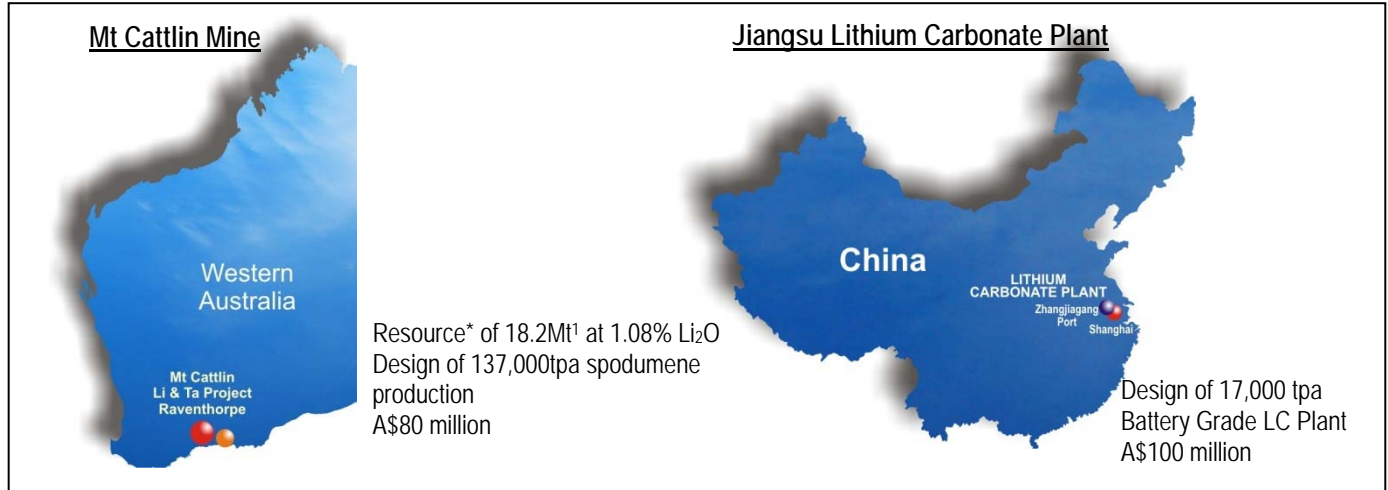 Mt Cattlin Mine
Western
Australia
Mt Cattlin
Li & Ta Project
Raventhorpe
Resource* of 18.2Mt¹ at 1.08% Li₂O
Design of 137,000tpa spodumene
production
A$80 million
Jiangsu Lithium Carbonate Plant
China
LITHIUM
CARBONATE PLANT
Zhangjiagang
Port
Shanghai
Design of 17,000 tpa
Battery Grade LC Plant
A$100 million